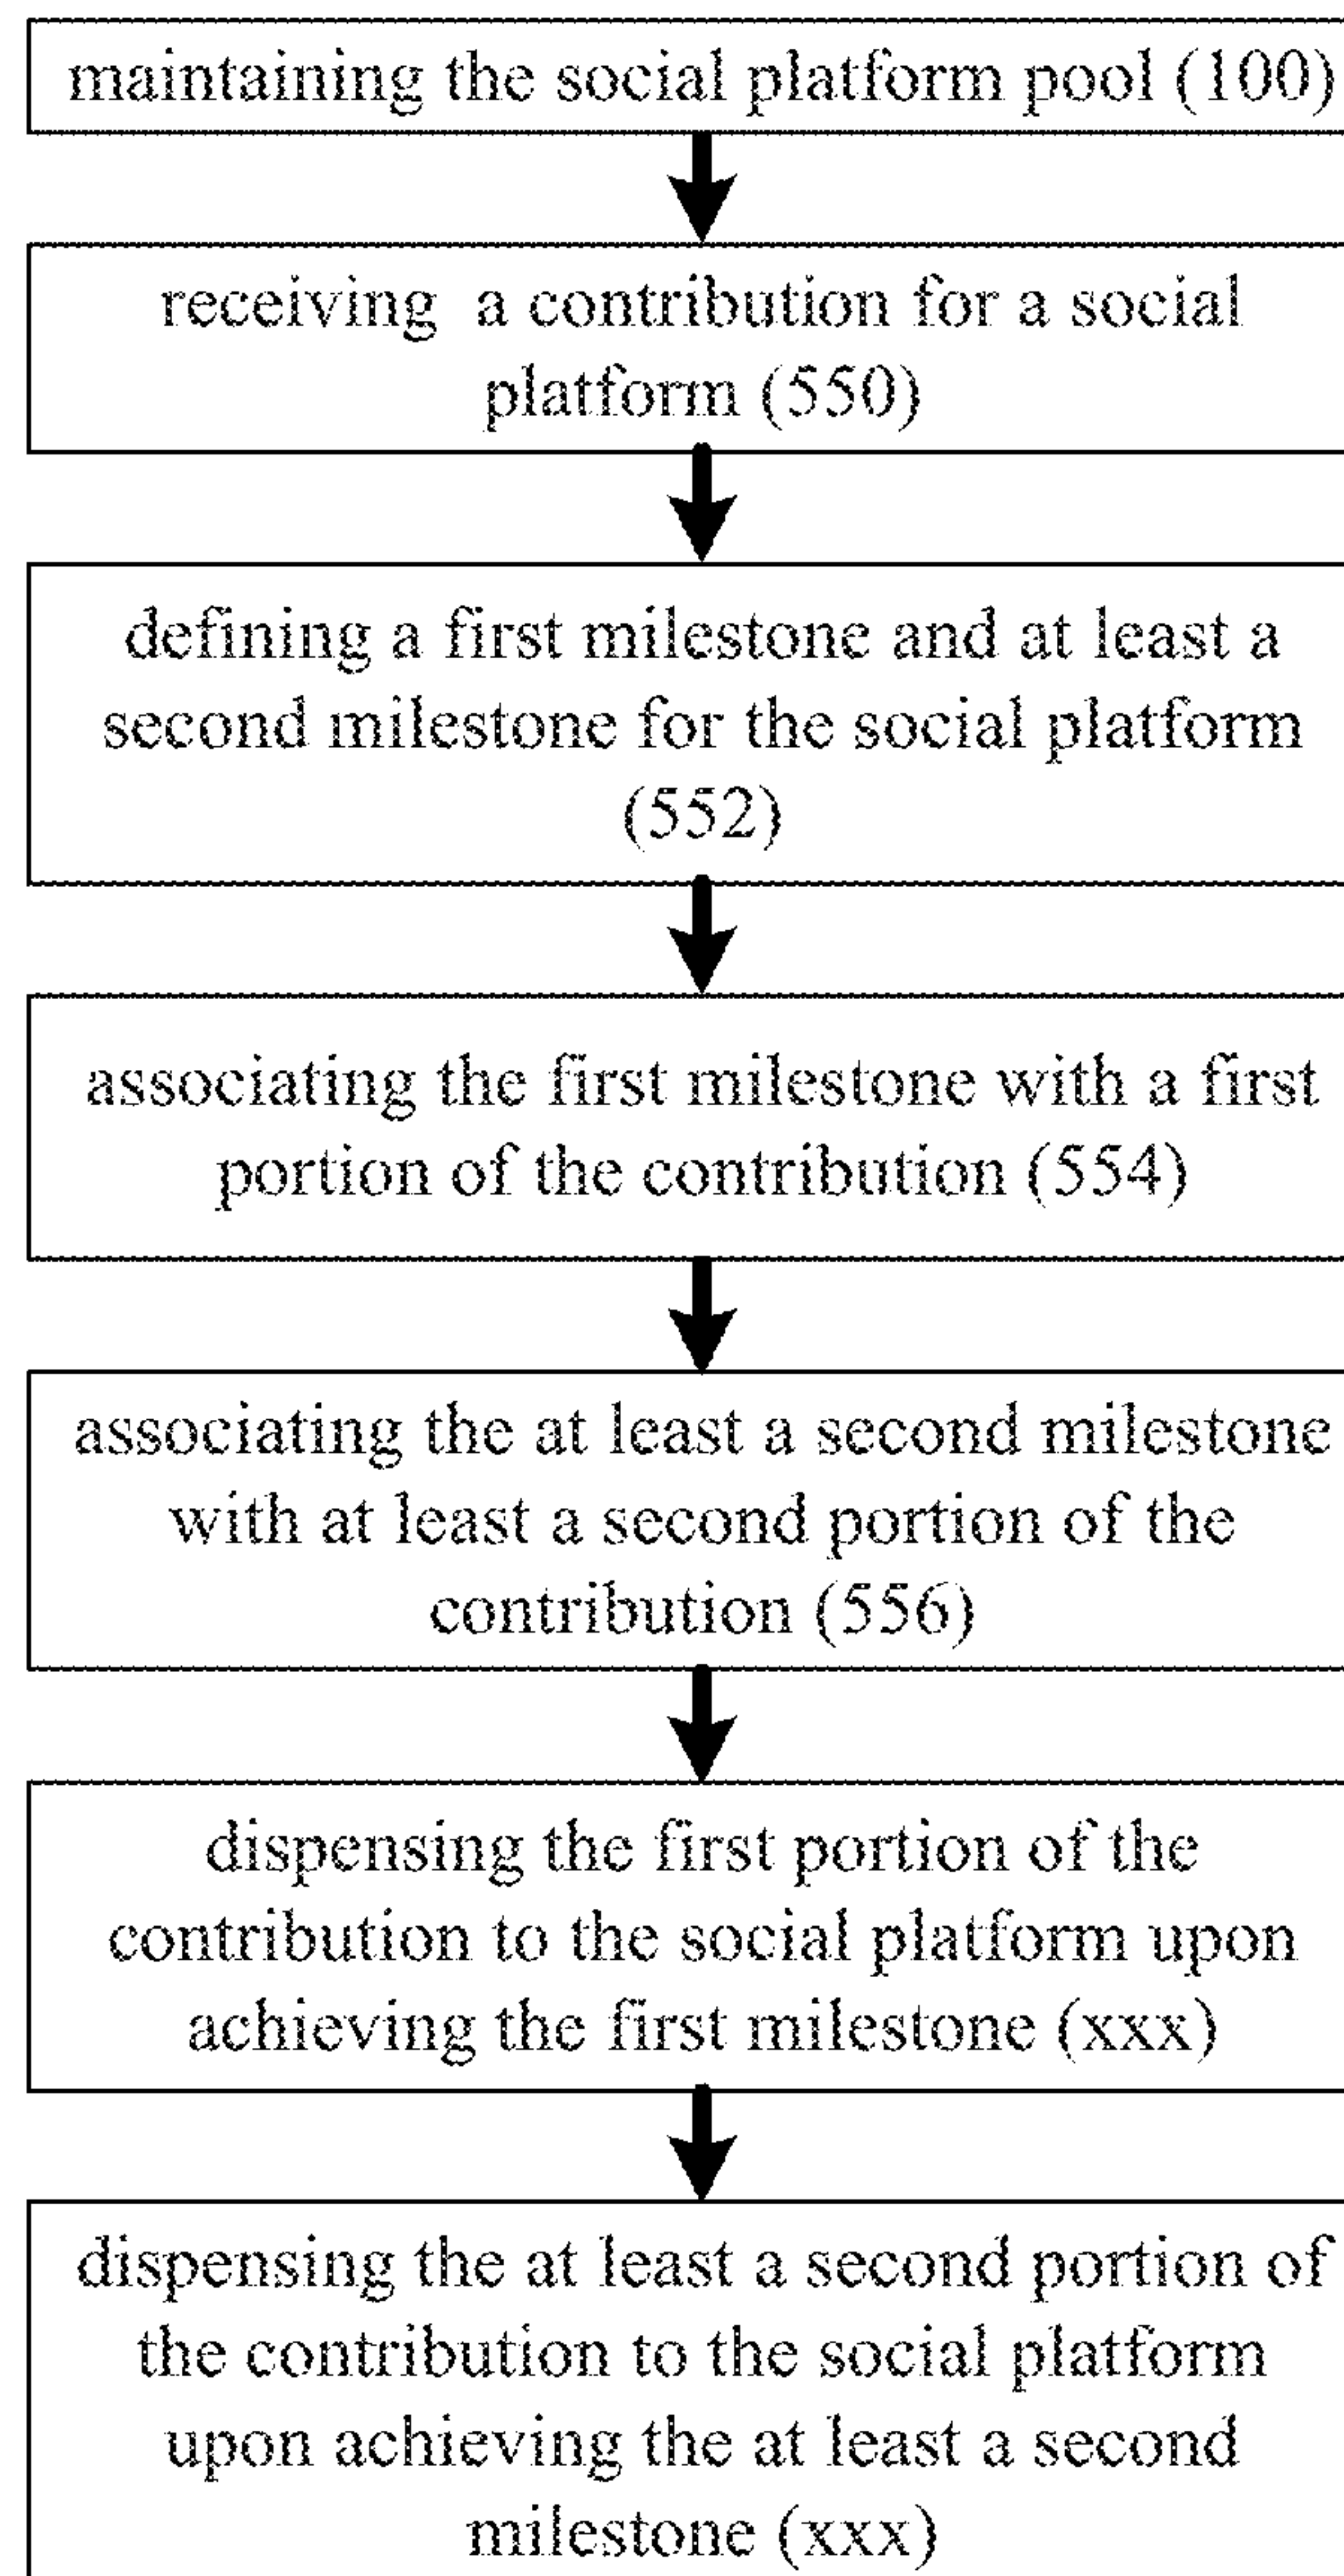 maintaining the social platform pool (100)
receiving a contribution for a social
platform (550)
defining a first milestone and at least a
second milestone for the social platform
(552)
associating the first milestone with a first
portion of the contribution (554)
associating the at least a second milestone
with at least a second portion of the
contribution (556)
dispensing the first portion of the
contribution to the social platform upon
achieving the first milestone (xxx)
dispensing the at least a second portion of
the contribution to the social platform
upon achieving the at least a second
milestone (xxx)